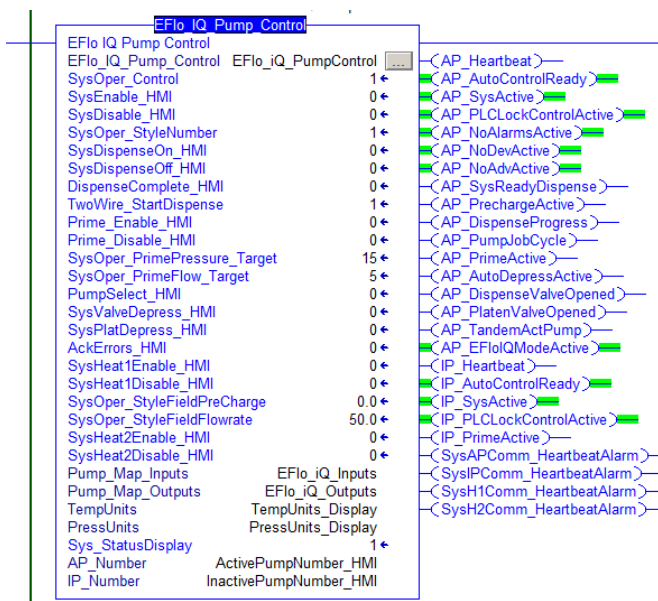 EFlo_IQ_Pump_Control
EFlo IQ Pump Control
EFlo_IQ_Pump_Control EFlo_iQ_PumpControl ... AP_Heartbeat
SysOper_Control 1 AP_AutoControlReady
SysEnable_HMI 0 AP_SysActive
SysDisable_HMI 0 AP_PLCLockControlActive
SysOper_StyleNumber 1 AP_NoAlarmsActive
SysDispenseOn_HMI 0 AP_NoDevActive
SysDispenseOff_HMI 0 AP_NoAdvActive
DispenseComplete_HMI 0 AP_SysReadyDispense
TwoWire_StartDispense 1 AP_PrechargeActive
Prime_Enable_HMI 0 AP_DispenseProgress
Prime_Disable_HMI 0 AP_PumpJobCycle
SysOper_PrimePressure_Target 15 AP_PrimeActive
SysOper_PrimeFlow_Target 5 AP_AutoDepressActive
PumpSelect_HMI 0 AP_DispenseValveOpened
SysValveDepress_HMI 0 AP_PlatenValveOpened
SysPlatDepress_HMI 0 AP_TandemActPump
AckErrors_HMI 0 AP_EFloIQModeActive
SysHeat1Enable_HMI 0 IP_Heartbeat
SysHeat1Disable_HMI 0 IP_AutoControlReady
SysOper_StyleFieldPreCharge 0.0 IP_SysActive
SysOper_StyleFieldFlowrate 50.0 IP_PLCLockControlActive
SysHeat2Enable_HMI 0 IP_PrimeActive
SysHeat2Disable_HMI 0 SysAPComm_HeartbeatAlarm
Pump_Map_Inputs EFlo_iQ_Inputs SysIPComm_HeartbeatAlarm
Pump_Map_Outputs EFlo_iQ_Outputs SysH1Comm_HeartbeatAlarm
TempUnits TempUnits_Display SysH2Comm_HeartbeatAlarm
PressUnits PressUnits_Display
Sys_StatusDisplay 1
AP_Number ActivePumpNumber_HMI
IP_Number InactivePumpNumber_HMI